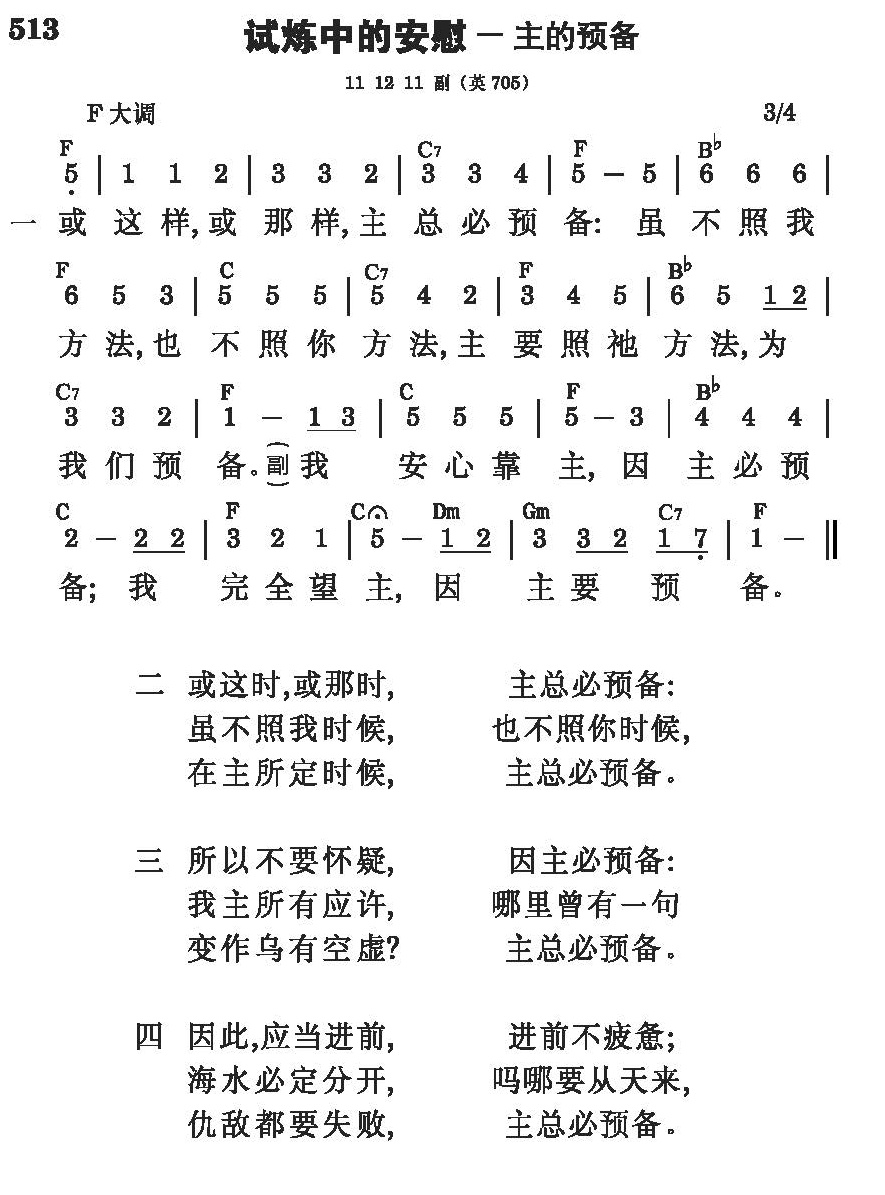 513
试炼中的安慰 — 主的预备
11 12 11 副（英705）
F大调 3/4
F C7 F B♭
5̣ | 1 1 2 | 3 3 2 | 3 3 4 | 5 — 5 | 6 6 6 |
一 或 这 样, 或 那 样, 主 总 必 预 备: 虽 不 照 我
F C C7 F B♭
6 5 3 | 5 5 5 | 5 4 2 | 3 4 5 | 6 5 1 2 |
方 法, 也 不 照 你 方 法, 主 要 照 祂 方 法, 为
C7 F C F B♭
3 3 2 | 1 — 1 3 | 5 5 5 | 5 — 3 | 4 4 4 |
我 们 预 备。(副) 我 安 心 靠 主, 因 主 必 预
C F C𝄐 Dm Gm C7 F
2 — 2 2 | 3 2 1 | 5 — 1 2 | 3 3 2 1 7̣ | 1 — ‖
备; 我 完 全 望 主, 因 主 要 预 备。
二 或这时,或那时, 主总必预备:
虽不照我时候, 也不照你时候,
在主所定时候, 主总必预备。
三 所以不要怀疑, 因主必预备:
我主所有应许, 哪里曾有一句
变作乌有空虚? 主总必预备。
四 因此,应当进前, 进前不疲惫;
海水必定分开, 吗哪要从天来,
仇敌都要失败, 主总必预备。